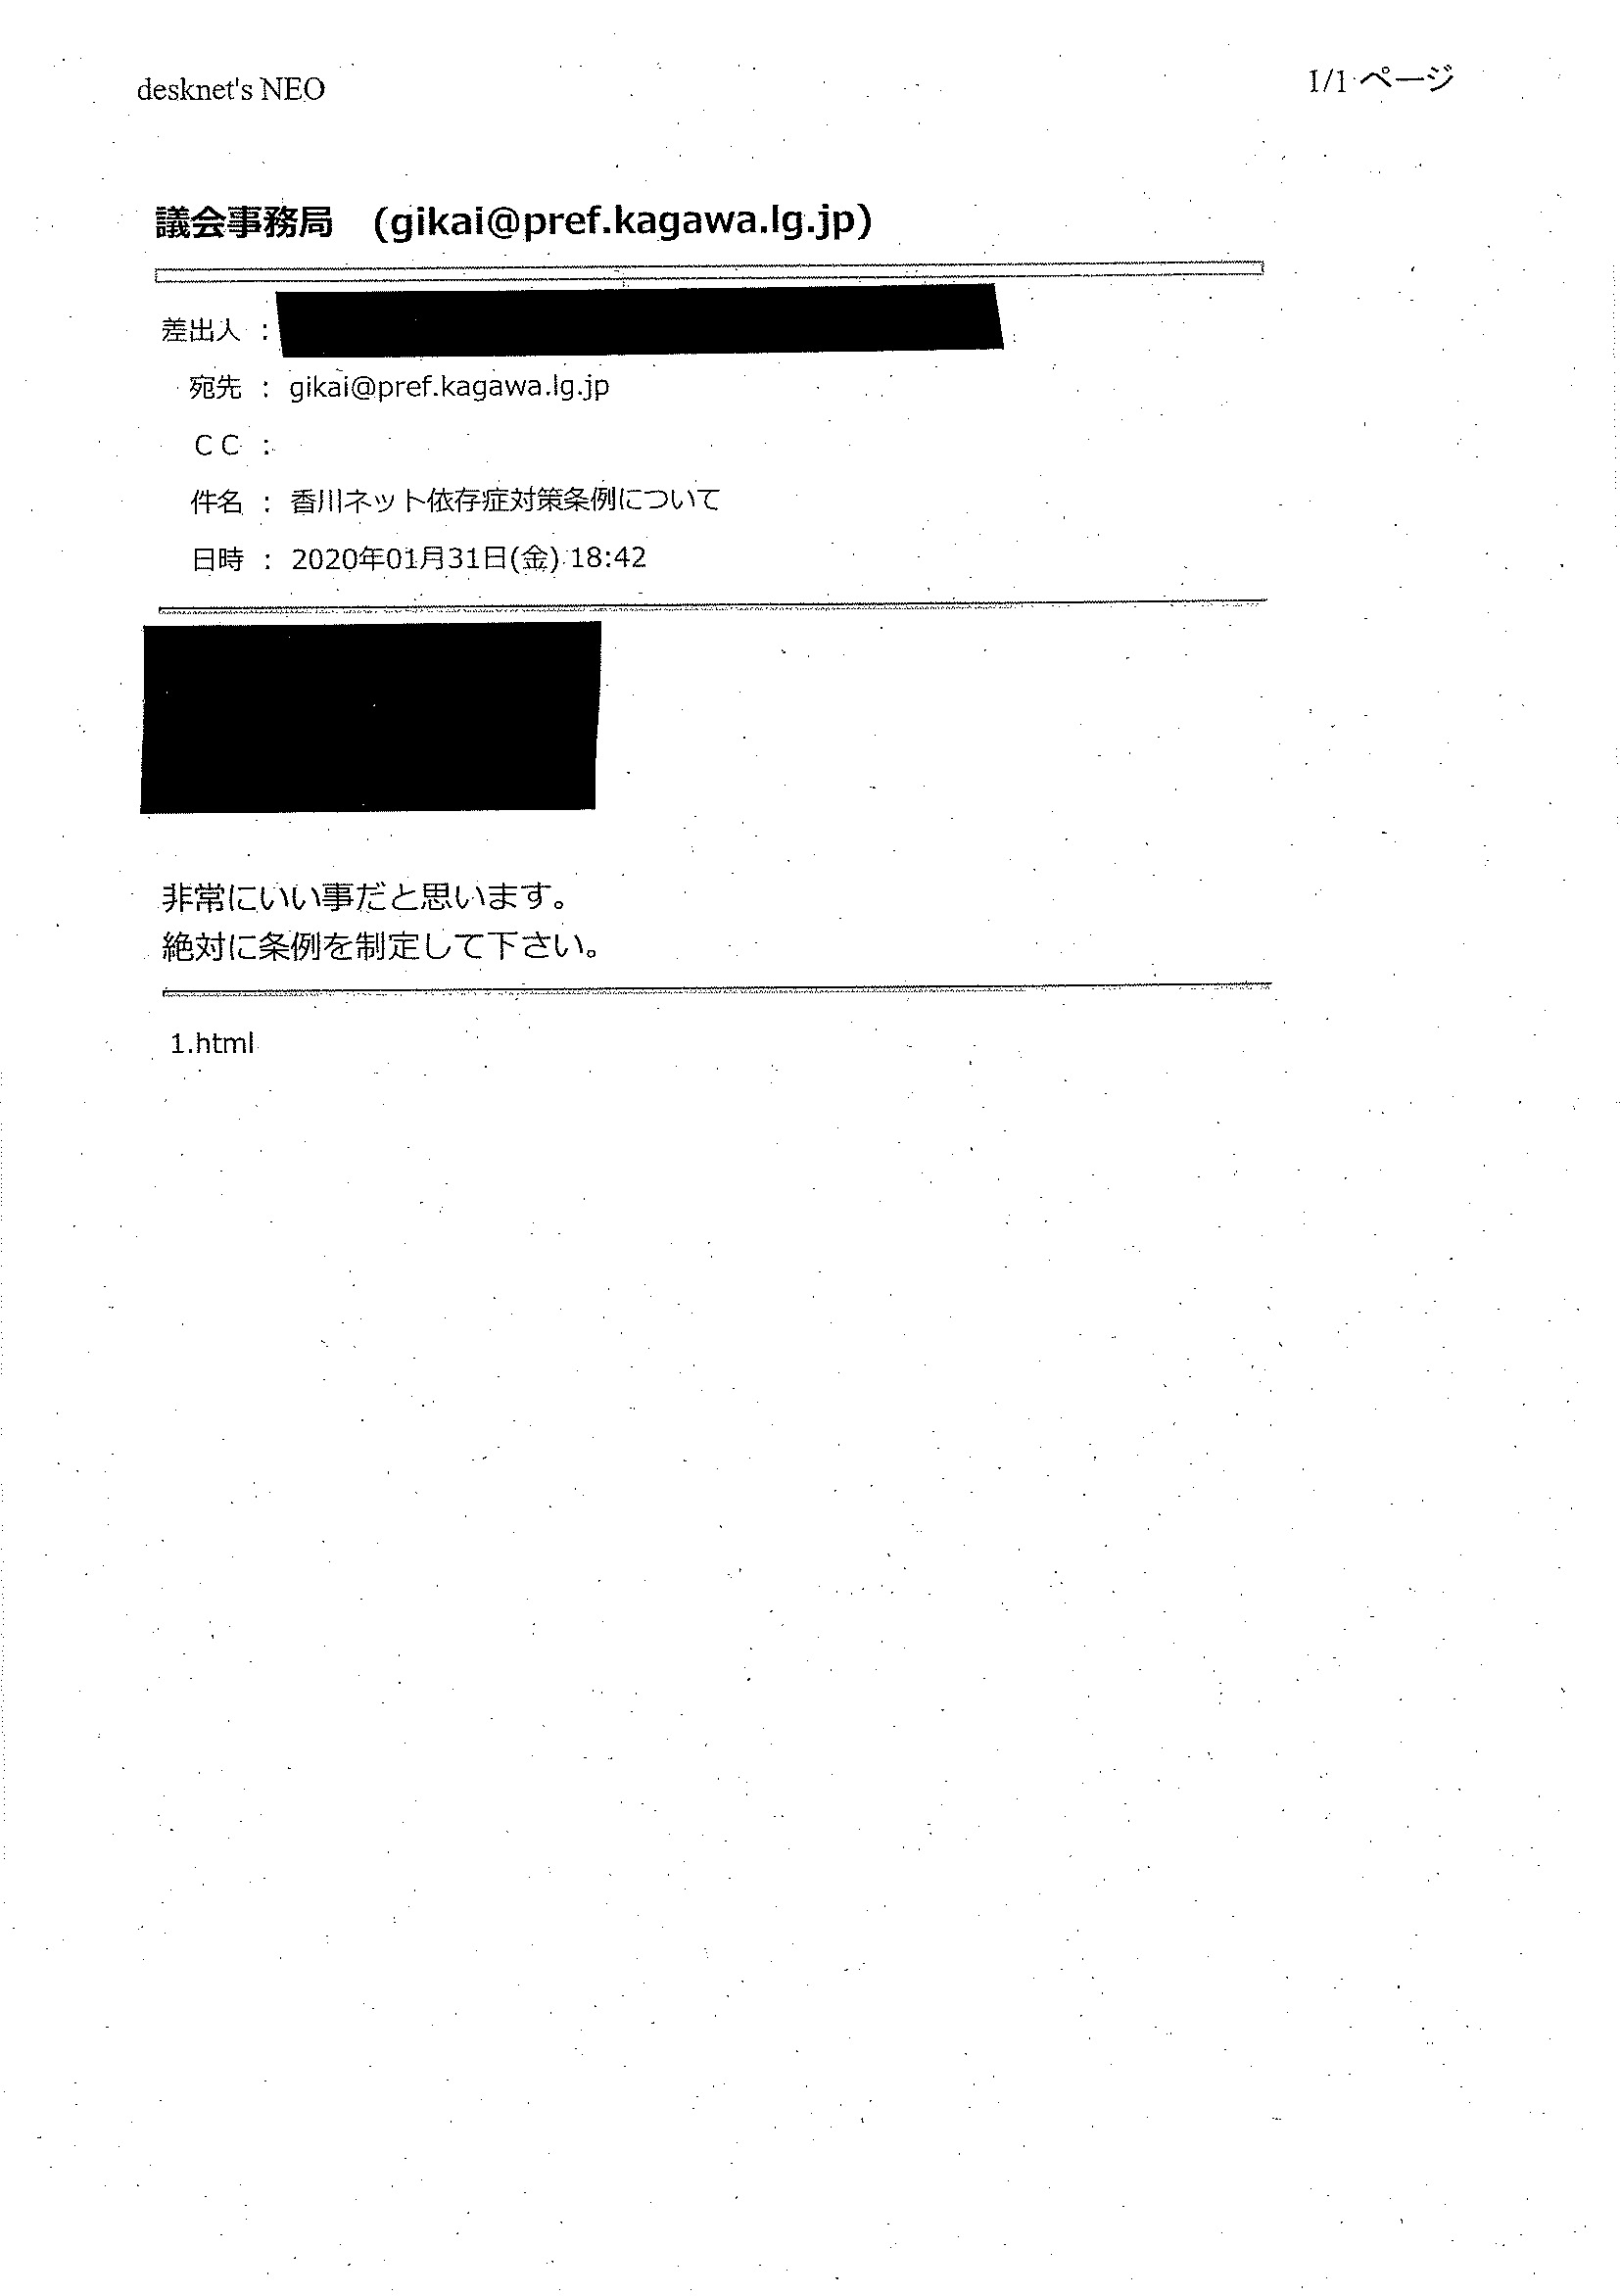 desknet's NEO
1/1 ページ
議会事務局 (gikai@pref.kagawa.lg.jp)
差出人 :
宛先 : gikai@pref.kagawa.lg.jp
CC :
件名 : 香川ネット依存症対策条例について
日時 : 2020年01月31日(金) 18:42
非常にいい事だと思います。
絶対に条例を制定して下さい。
1.html